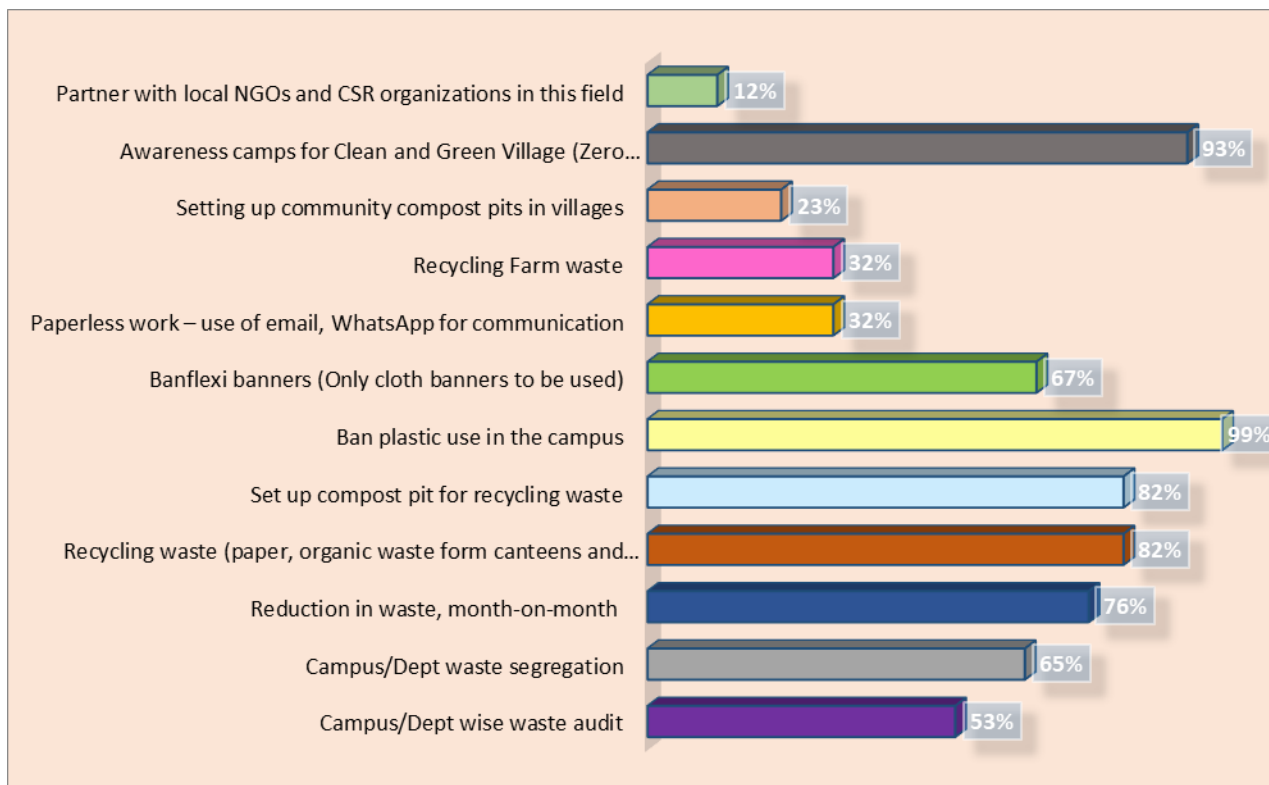 Partner with local NGOs and CSR organizations in this field 12%
Awareness camps for Clean and Green Village (Zero... 93%
Setting up community compost pits in villages 23%
Recycling Farm waste 32%
Paperless work – use of email, WhatsApp for communication 32%
Banflexi banners (Only cloth banners to be used) 67%
Ban plastic use in the campus 99%
Set up compost pit for recycling waste 82%
Recycling waste (paper, organic waste form canteens and... 82%
Reduction in waste, month-on-month 76%
Campus/Dept waste segregation 65%
Campus/Dept wise waste audit 53%